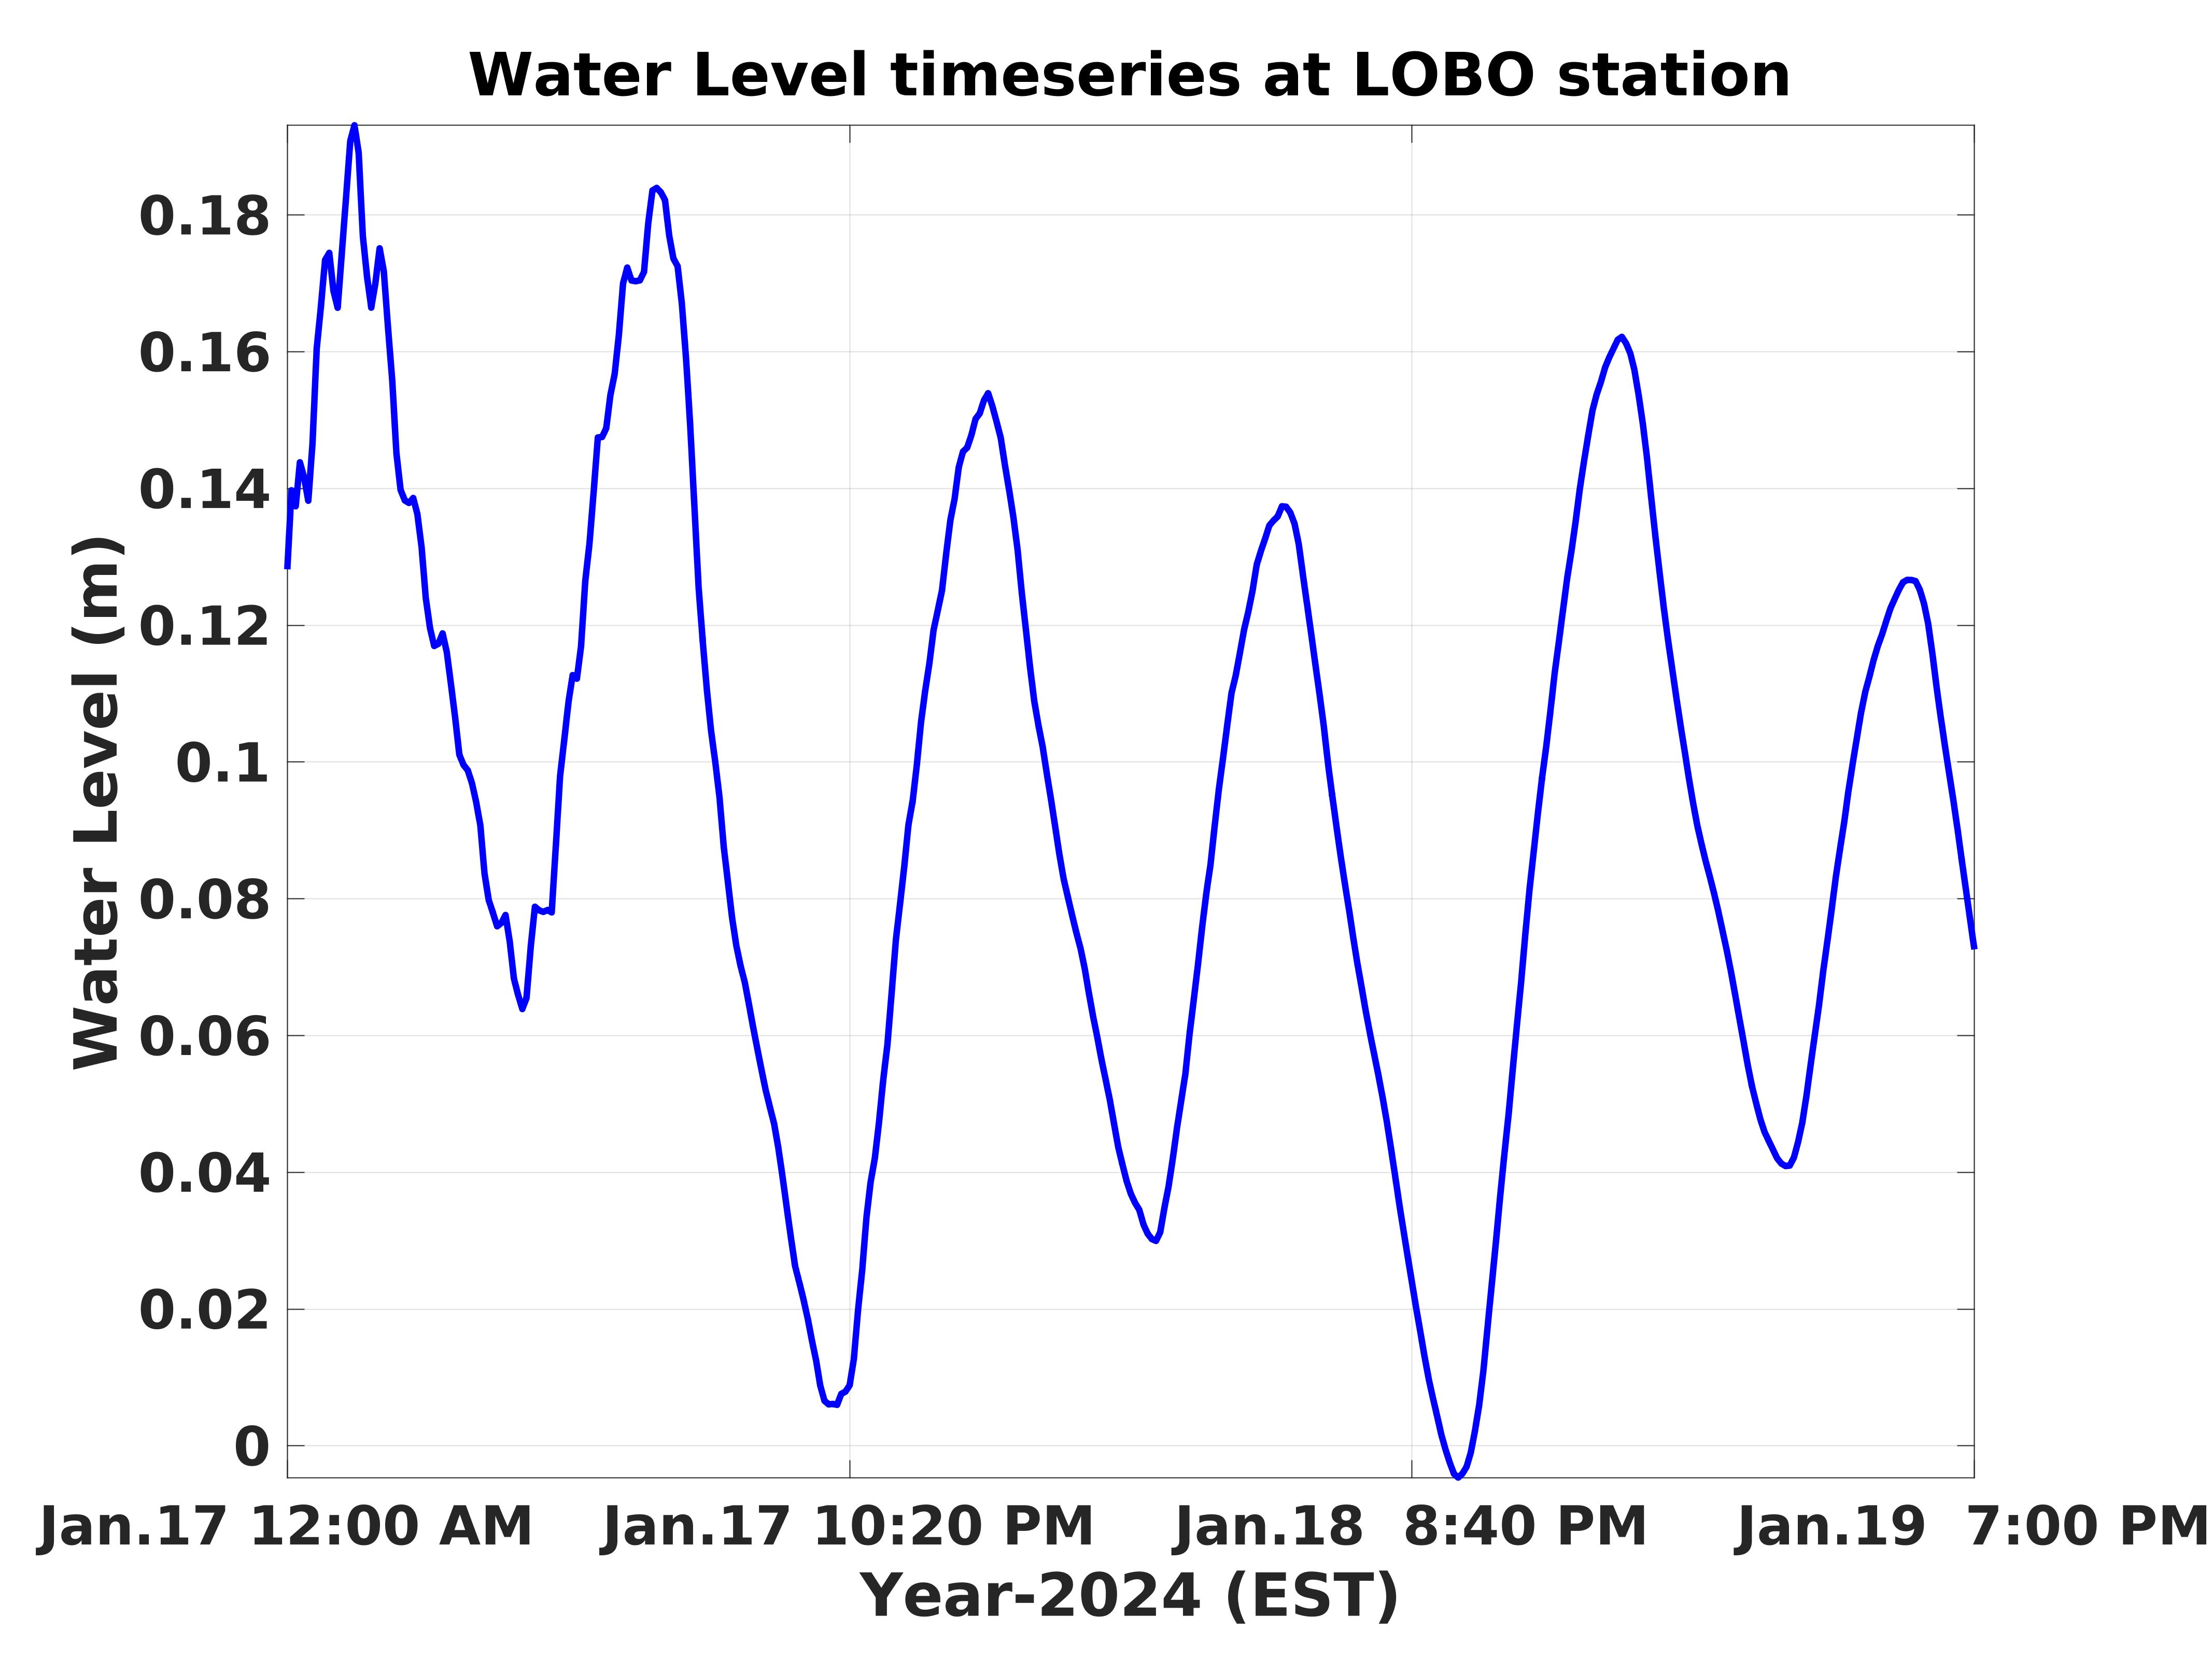 Water Level timeseries at LOBO station
Water Level (m)
0.18
0.16
0.14
0.12
0.1
0.08
0.06
0.04
0.02
0
Jan.17 12:00 AM Jan.17 10:20 PM Jan.18 8:40 PM Jan.19 7:00 PM
Year-2024 (EST)